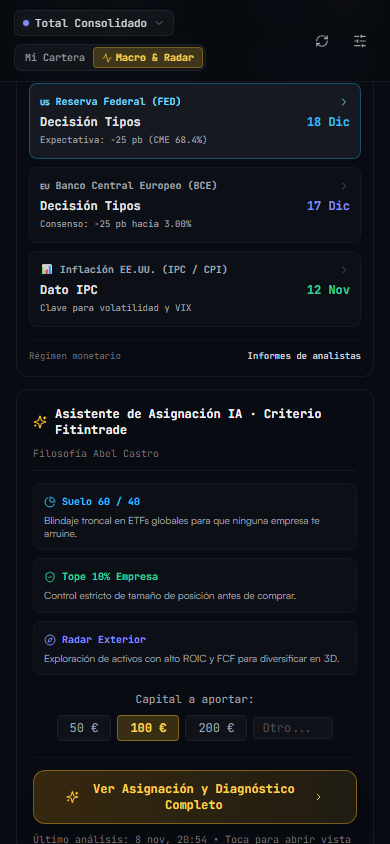 Total Consolidado
Mi Cartera
Macro & Radar
US Reserva Federal (FED)
Decisión Tipos 18 Dic
Expectativa: -25 pb (CME 68.4%)
EU Banco Central Europeo (BCE)
Decisión Tipos 17 Dic
Consenso: -25 pb hacia 3.00%
Inflación EE.UU. (IPC / CPI)
Dato IPC 12 Nov
Clave para volatilidad y VIX
Régimen monetario Informes de analistas
Asistente de Asignación IA · Criterio
Fitintrade
Filosofía Abel Castro
Suelo 60 / 40
Blindaje troncal en ETFs globales para que ninguna empresa te
arruine.
Tope 10% Empresa
Control estricto de tamaño de posición antes de comprar.
Radar Exterior
Exploración de activos con alto ROIC y FCF para diversificar en 3D.
Capital a aportar:
50 € 100 € 200 € Otro...
Ver Asignación y Diagnóstico
Completo
Último análisis: 8 nov, 20:54 • Toca para abrir vista